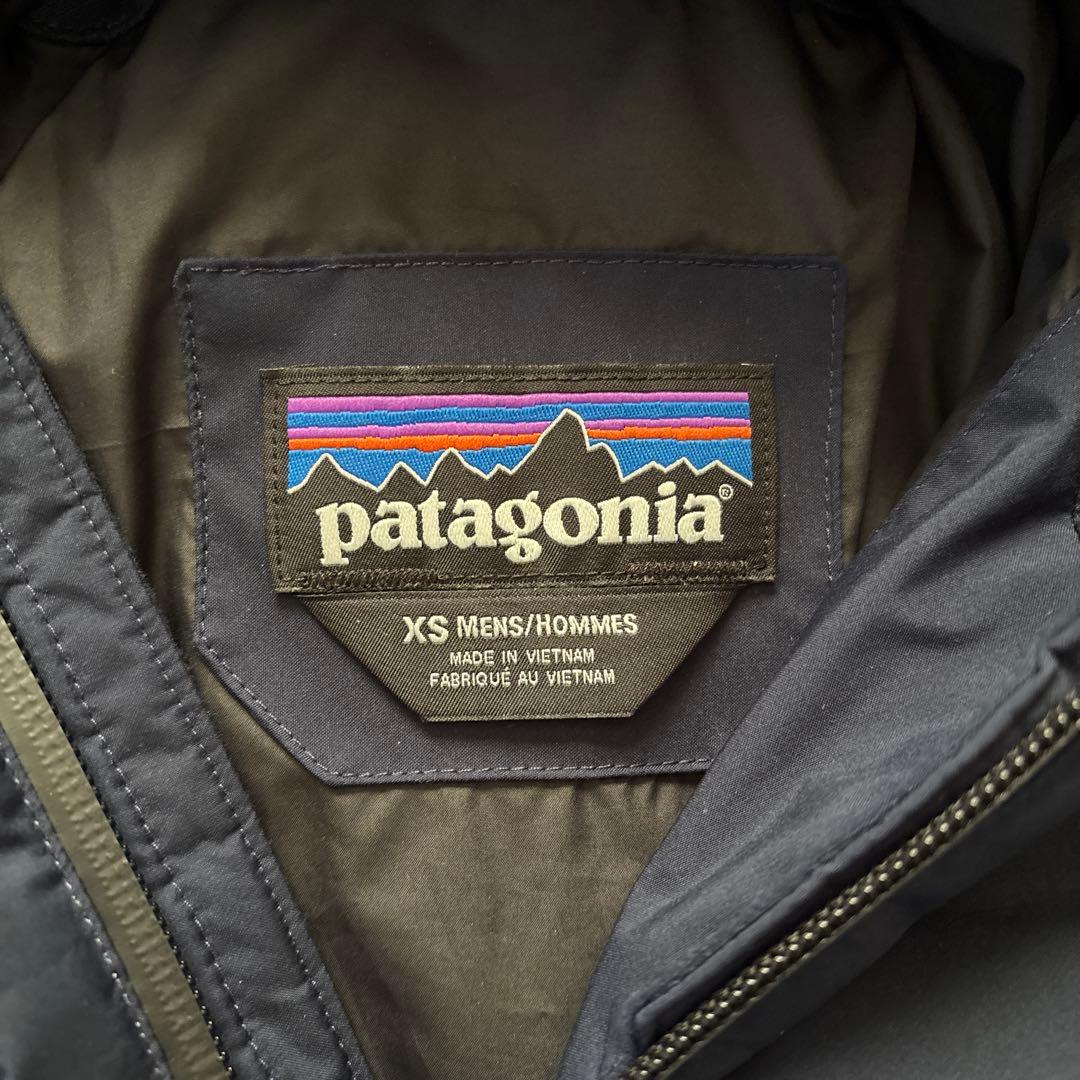 patagonia®
XS MENS/HOMMES
MADE IN VIETNAM
FABRIQUÉ AU VIETNAM